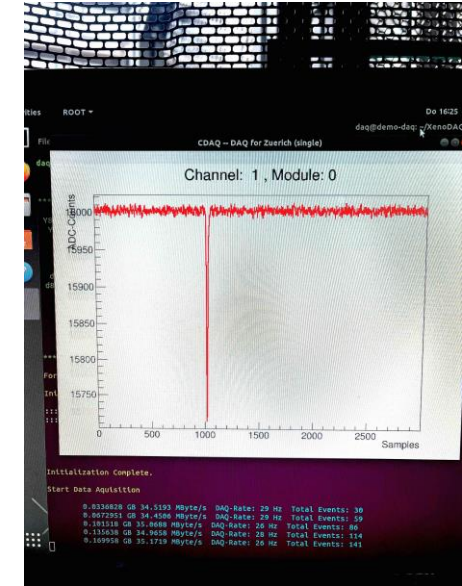 ities ROOT Do 16:25
daq@demo-daq: ~/XenoDAQ
File CDAQ -- DAQ for Zuerich (single)
daq
Channel: 1 , Module: 0
ADC-Counts
16000
15950
15900
15850
15800
15750
0 500 1000 1500 2000 2500
Samples
For
Ini
Initialization Complete.
Start Data Aquisition
0.0336828 GB 34.5193 MByte/s DAQ-Rate: 29 Hz Total Events: 30
0.0672951 GB 34.4586 MByte/s DAQ-Rate: 29 Hz Total Events: 59
0.101518 GB 35.0688 MByte/s DAQ-Rate: 26 Hz Total Events: 86
0.135638 GB 34.9658 MByte/s DAQ-Rate: 28 Hz Total Events: 114
0.169958 GB 35.1719 MByte/s DAQ-Rate: 26 Hz Total Events: 141